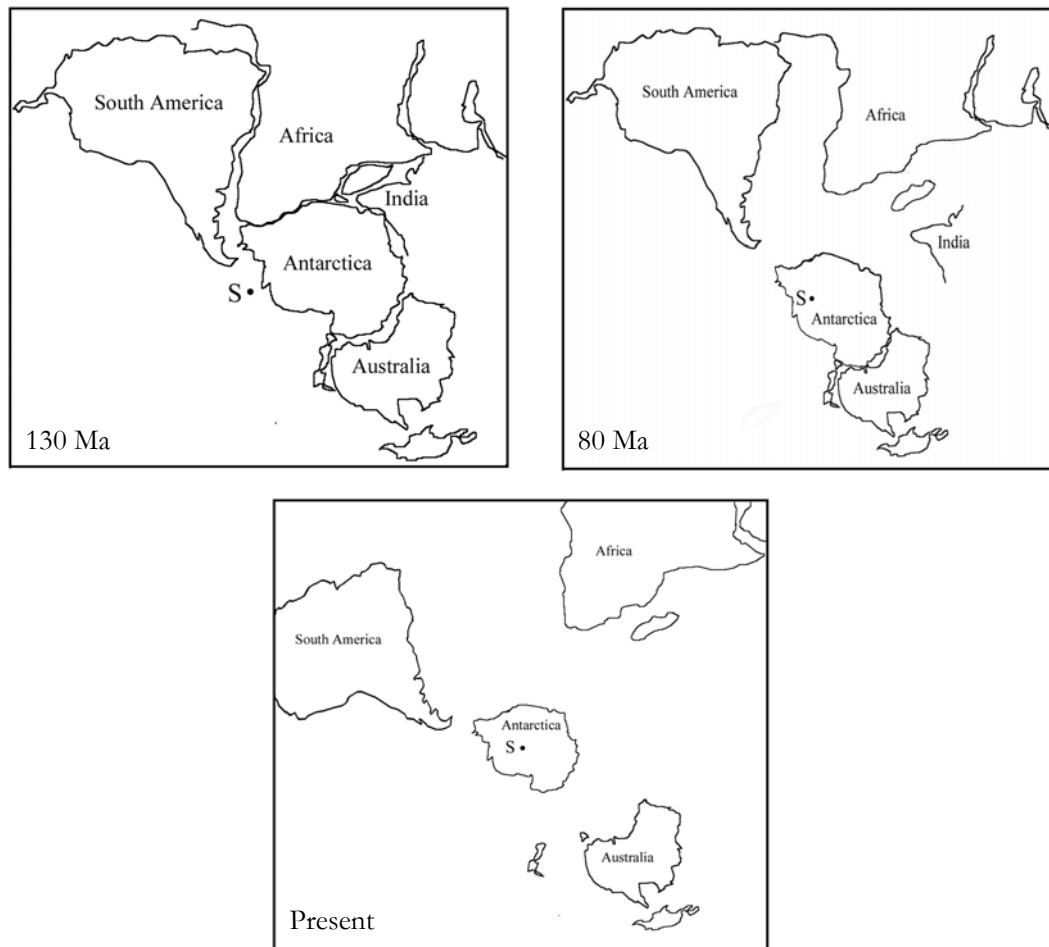 South America
Africa
India
Antarctica
S
Australia
130 Ma
South America
Africa
India
S
Antarctica
Australia
80 Ma
Africa
South America
Antarctica
S
Australia
Present